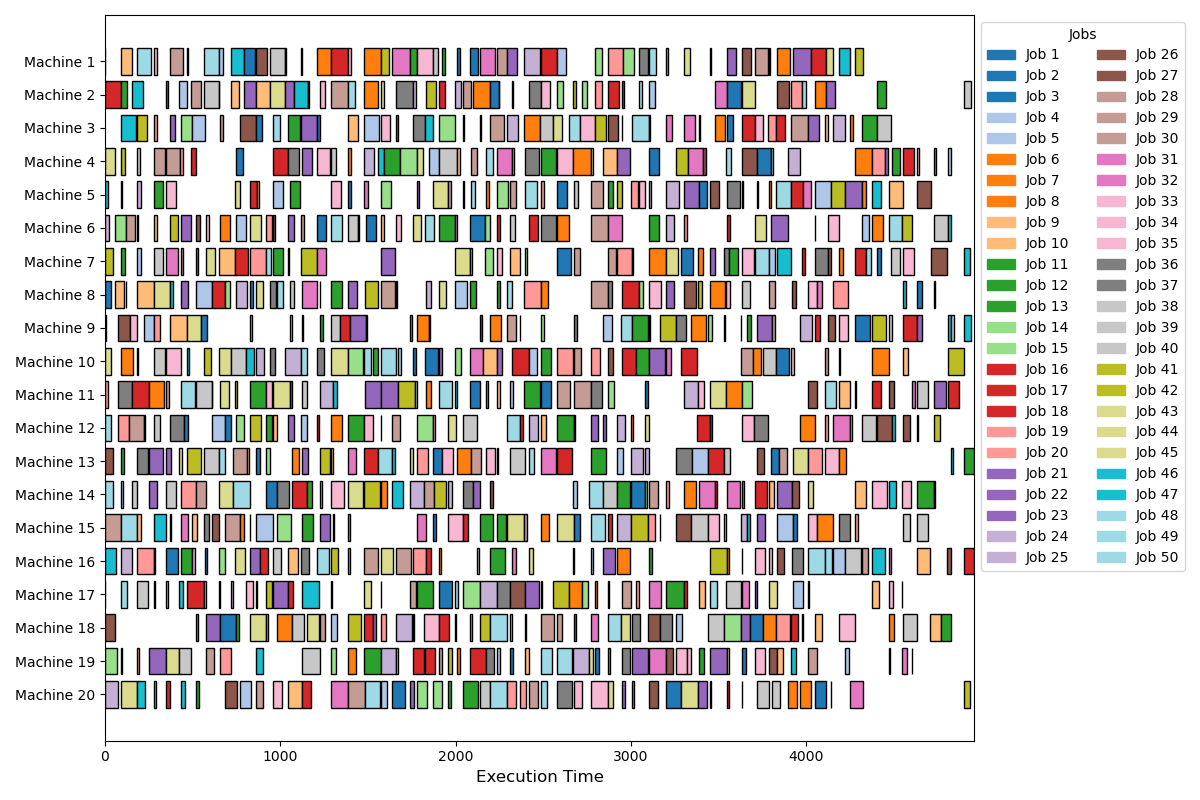 Machine 1
Machine 2
Machine 3
Machine 4
Machine 5
Machine 6
Machine 7
Machine 8
Machine 9
Machine 10
Machine 11
Machine 12
Machine 13
Machine 14
Machine 15
Machine 16
Machine 17
Machine 18
Machine 19
Machine 20
0 1000 2000 3000 4000
Execution Time
Jobs
Job 1 Job 26
Job 2 Job 27
Job 3 Job 28
Job 4 Job 29
Job 5 Job 30
Job 6 Job 31
Job 7 Job 32
Job 8 Job 33
Job 9 Job 34
Job 10 Job 35
Job 11 Job 36
Job 12 Job 37
Job 13 Job 38
Job 14 Job 39
Job 15 Job 40
Job 16 Job 41
Job 17 Job 42
Job 18 Job 43
Job 19 Job 44
Job 20 Job 45
Job 21 Job 46
Job 22 Job 47
Job 23 Job 48
Job 24 Job 49
Job 25 Job 50